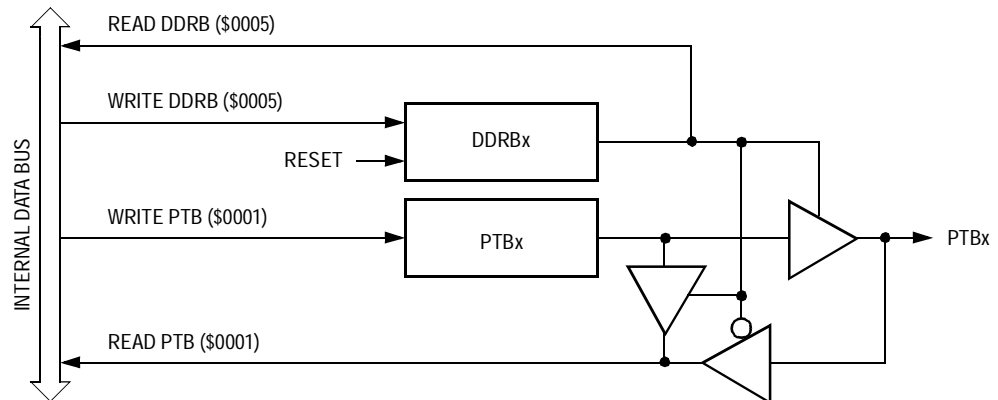 READ DDRB ($0005)
WRITE DDRB ($0005)
DDRBx
RESET
INTERNAL DATA BUS
WRITE PTB ($0001)
PTBx
PTBx
READ PTB ($0001)